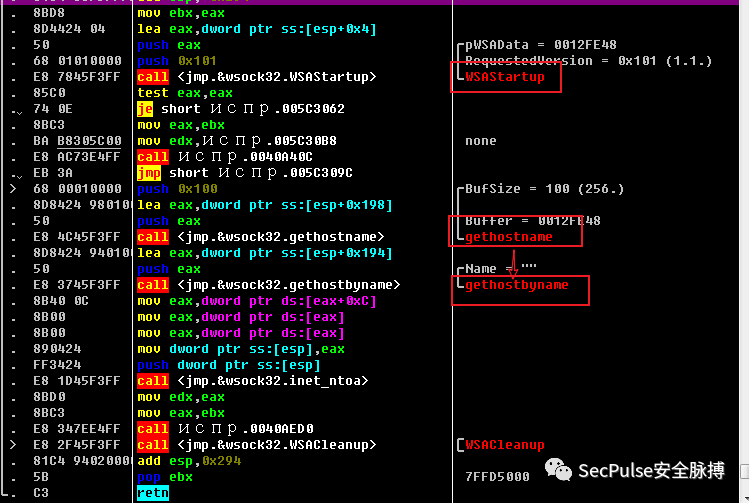 8BD8 mov ebx,eax
8D4424 04 lea eax,dword ptr ss:[esp+0x4]
50 push eax pWSAData = 0012FE48
68 01010000 push 0x101 RequestedVersion = 0x101 (1.1.)
E8 7845F3FF call <jmp.&wsock32.WSAStartup> WSAStartup
85C0 test eax,eax
74 0E je short испр.005C3062
8BC3 mov eax,ebx
BA B8305C00 mov edx,испр.005C30B8 none
E8 AC73E4FF call испр.0040A40C
EB 3A jmp short испр.005C309C
68 00010000 push 0x100 BufSize = 100 (256.)
8D8424 98010 lea eax,dword ptr ss:[esp+0x198]
50 push eax Buffer = 0012FE48
E8 4C45F3FF call <jmp.&wsock32.gethostname> gethostname
8D8424 94010 lea eax,dword ptr ss:[esp+0x194]
50 push eax Name = ""
E8 3745F3FF call <jmp.&wsock32.gethostbyname> gethostbyname
8B40 0C mov eax,dword ptr ds:[eax+0xC]
8B00 mov eax,dword ptr ds:[eax]
8B00 mov eax,dword ptr ds:[eax]
890424 mov dword ptr ss:[esp],eax
FF3424 push dword ptr ss:[esp]
E8 1D45F3FF call <jmp.&wsock32.inet_ntoa>
8BD0 mov edx,eax
8BC3 mov eax,ebx
E8 347EE4FF call испр.0040AED0
E8 2F45F3FF call <jmp.&wsock32.WSACleanup> WSACleanup
81C4 9402000 add esp,0x294
5B pop ebx 7FFD5000
C3 retn
SecPulse安全脉搏